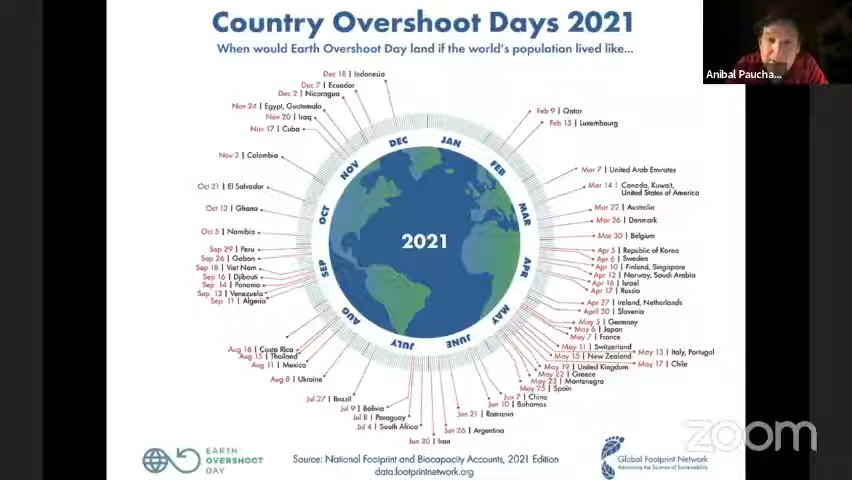 Country Overshoot Days 2021
When would Earth Overshoot Day land if the world's population lived like...
Anibal Paucha...
Dec 18 | Indonesia
Dec 7 | Ecuador
Dec 2 | Nicaragua
Nov 24 | Egypt, Guatemala
Nov 20 | Iraq
Nov 17 | Cuba
Nov 2 | Colombia
Oct 21 | El Salvador
Oct 13 | Ghana
Oct 5 | Namibia
Sep 29 | Peru
Sep 26 | Gabon
Sep 18 | Viet Nam
Sep 16 | Djibouti
Sep 14 | Panama
Sep 13 | Venezuela
Sep 11 | Algeria
Aug 16 | Costa Rica
Aug 15 | Thailand
Aug 11 | Mexico
Aug 8 | Ukraine
Jul 27 | Brazil
Jul 9 | Bolivia
Jul 8 | Paraguay
Jul 4 | South Africa
Jun 30 | Iran
Feb 9 | Qatar
Feb 15 | Luxembourg
Mar 7 | United Arab Emirates
Mar 14 | Canada, Kuwait,
United States of America
Mar 22 | Australia
Mar 26 | Denmark
Mar 30 | Belgium
Apr 5 | Republic of Korea
Apr 6 | Sweden
Apr 10 | Finland, Singapore
Apr 12 | Norway, Saudi Arabia
Apr 16 | Israel
Apr 17 | Russia
Apr 27 | Ireland, Netherlands
April 30 | Slovenia
May 5 | Germany
May 6 | Japan
May 7 | France
May 11 | Switzerland
May 13 | Italy, Portugal
May 15 | New Zealand
May 17 | Chile
May 19 | United Kingdom
May 22 | Greece
May 23 | Montenegro
May 25 | Spain
Jun 7 | China
Jun 10 | Bahamas
Jun 21 | Romania
Jun 26 | Argentina
JAN
FEB
MAR
APR
MAY
JUNE
JULY
AUG
SEP
OCT
NOV
DEC
2021
EARTH
OVERSHOOT
DAY
Source: National Footprint and Biocapacity Accounts, 2021 Edition
data.footprintnetwork.org
Global Footprint Network
Advancing the Science of Sustainability
zoom